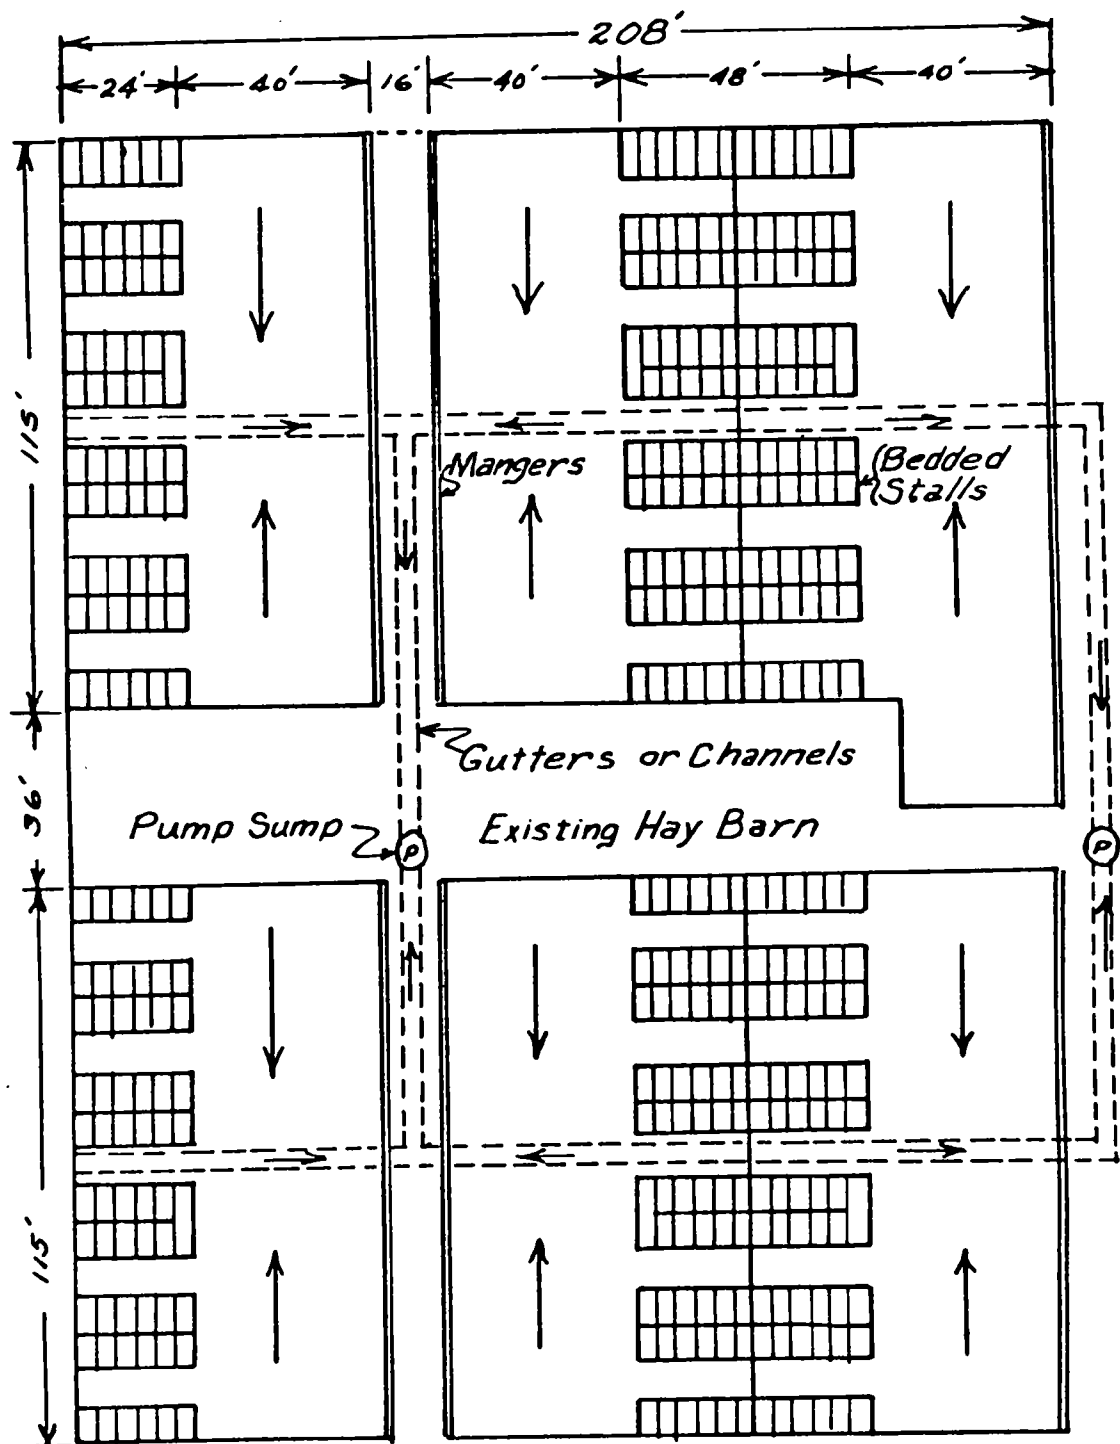 208'
24' 40' 16' 40' 48' 40'
115'
Mangers
Bedded
Stalls
Gutters or Channels
36'
Pump Sump
P
Existing Hay Barn
P
115'